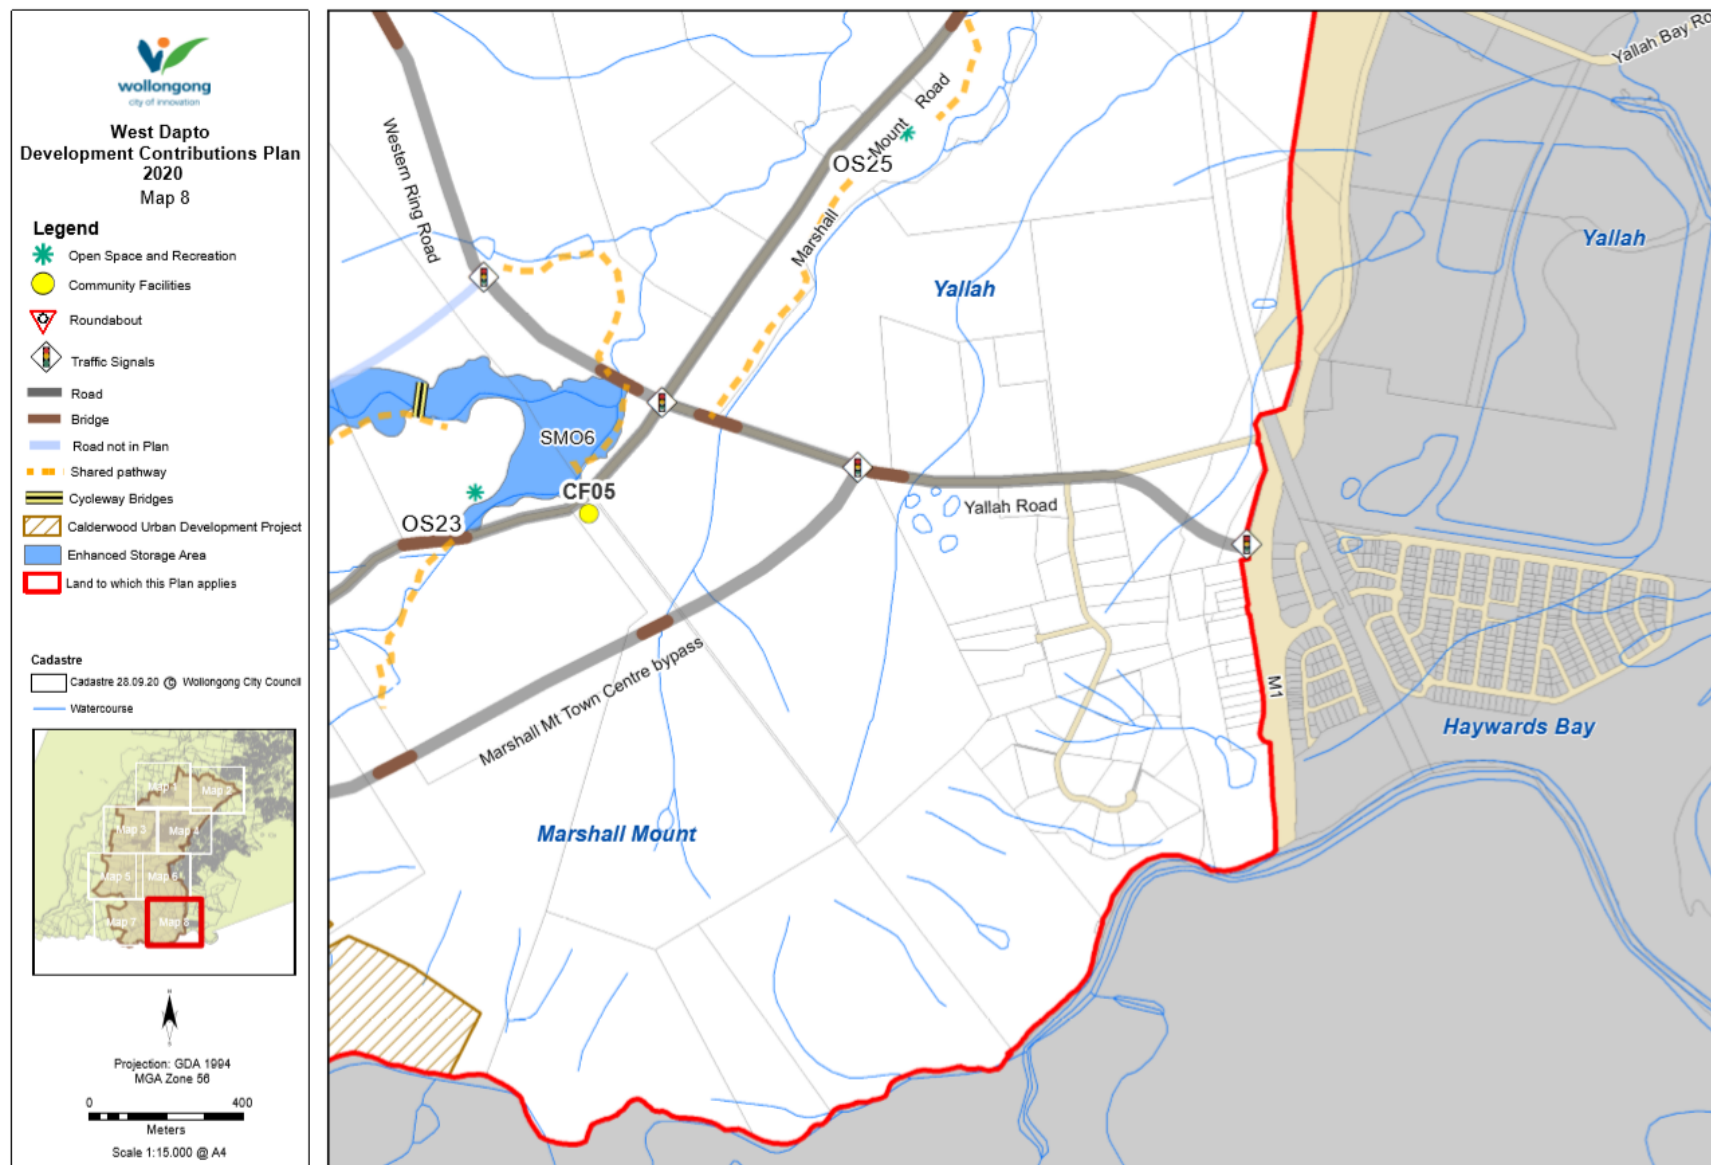 wollongong
city of innovation
West Dapto
Development Contributions Plan
2020
Map 8
Legend
Open Space and Recreation
Community Facilities
Roundabout
Traffic Signals
Road
Bridge
Road not in Plan
Shared pathway
Cycleway Bridges
Calderwood Urban Development Project
Enhanced Storage Area
Land to which this Plan applies
Cadastre
Cadastre 28.09.20 © Wollongong City Council
Watercourse
Map 1
Map 2
Map 3
Map 4
Map 5
Map 6
Map 7
Map 8
N
S
Projection: GDA 1994
MGA Zone 56
0 400
Meters
Scale 1:15.000 @ A4
Yallah Bay Ro
Western Ring Road
Marshall Mount Road
OS25
Yallah
Yallah
SMO6
CF05
OS23
Yallah Road
Marshall Mt Town Centre bypass
M1
Haywards Bay
Marshall Mount